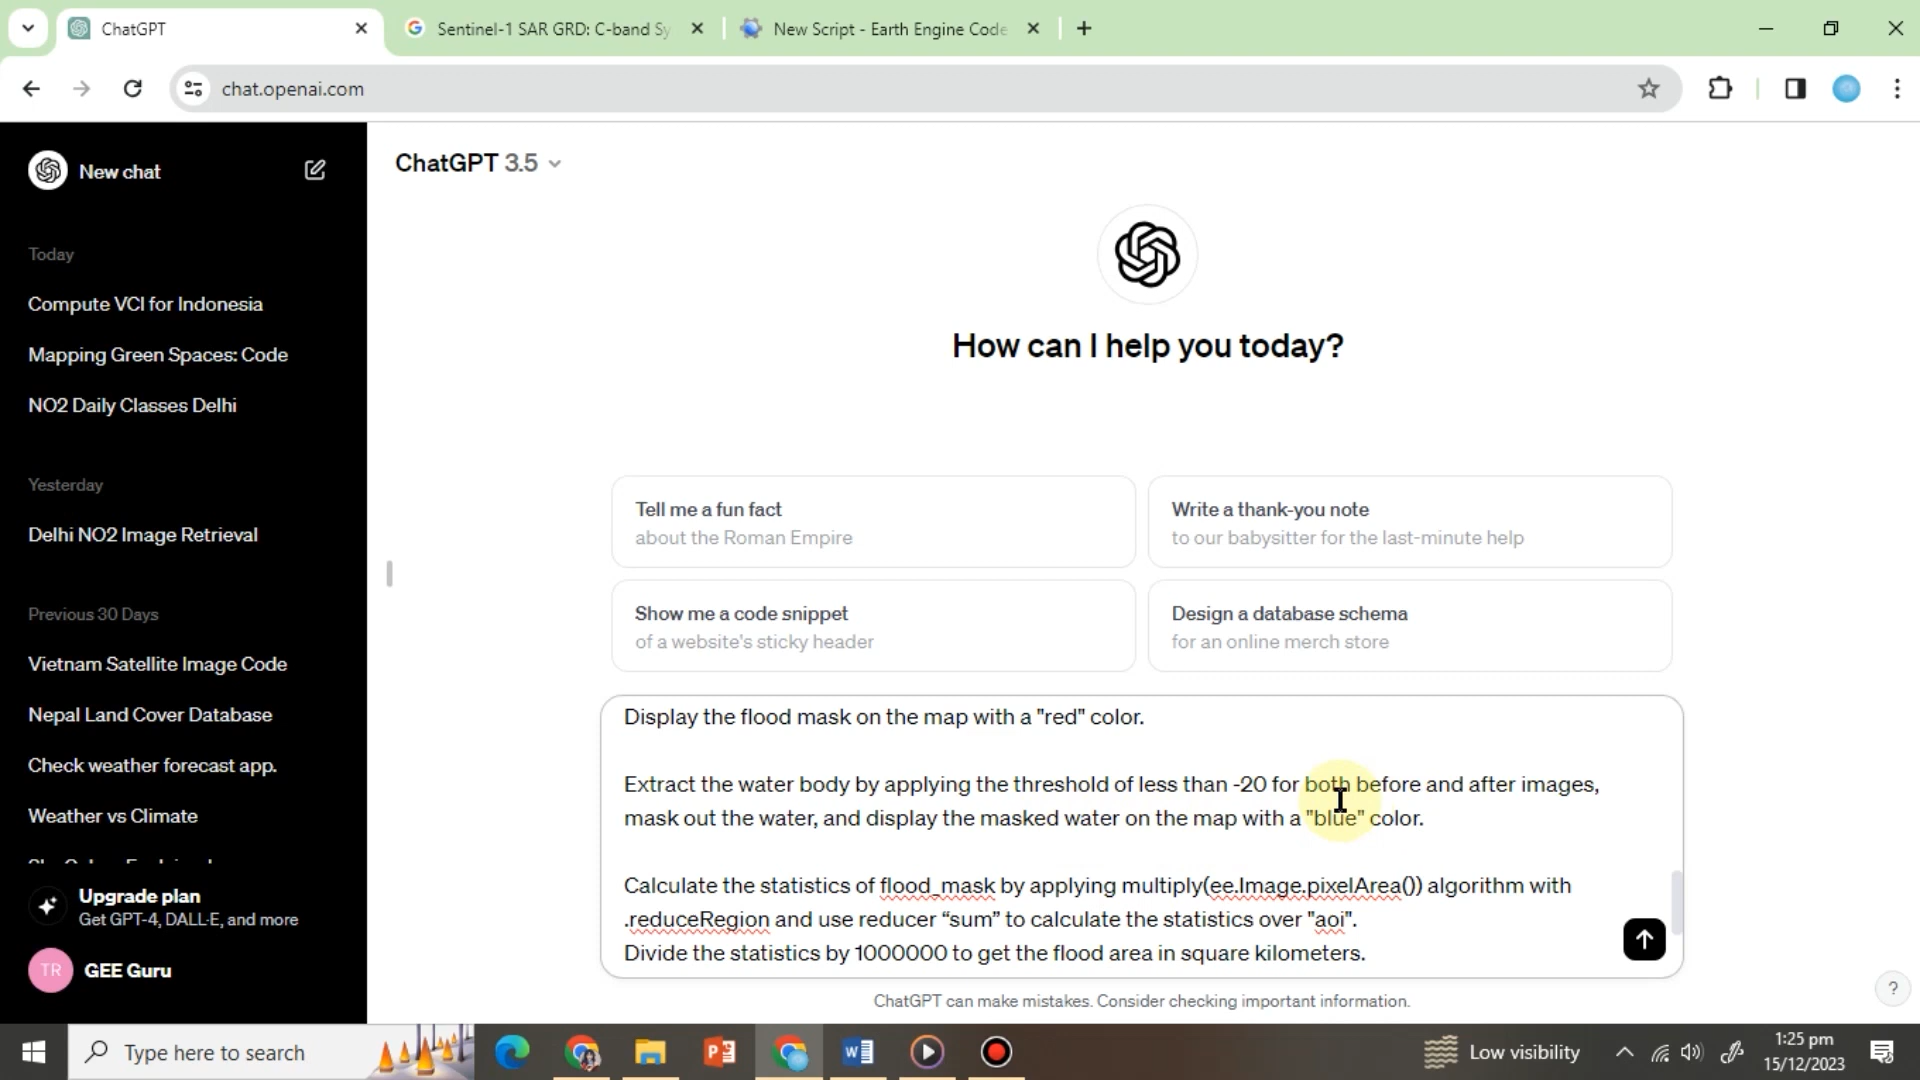 ChatGPT
Sentinel-1 SAR GRD: C-band Sy
New Script - Earth Engine Code
chat.openai.com
New chat
ChatGPT 3.5
Today
Compute VCI for Indonesia
Mapping Green Spaces: Code
NO2 Daily Classes Delhi
Yesterday
Delhi NO2 Image Retrieval
Previous 30 Days
Vietnam Satellite Image Code
Nepal Land Cover Database
Check weather forecast app.
Weather vs Climate
Upgrade plan
Get GPT-4, DALL·E, and more
TR
GEE Guru
How can I help you today?
Tell me a fun fact
about the Roman Empire
Write a thank-you note
to our babysitter for the last-minute help
Show me a code snippet
of a website's sticky header
Design a database schema
for an online merch store
Display the flood mask on the map with a "red" color.
Extract the water body by applying the threshold of less than -20 for both before and after images,
mask out the water, and display the masked water on the map with a "blue" color.
Calculate the statistics of flood_mask by applying multiply(ee.Image.pixelArea()) algorithm with
.reduceRegion and use reducer “sum” to calculate the statistics over "aoi".
Divide the statistics by 1000000 to get the flood area in square kilometers.
ChatGPT can make mistakes. Consider checking important information.
?
Type here to search
Low visibility
1:25 pm
15/12/2023